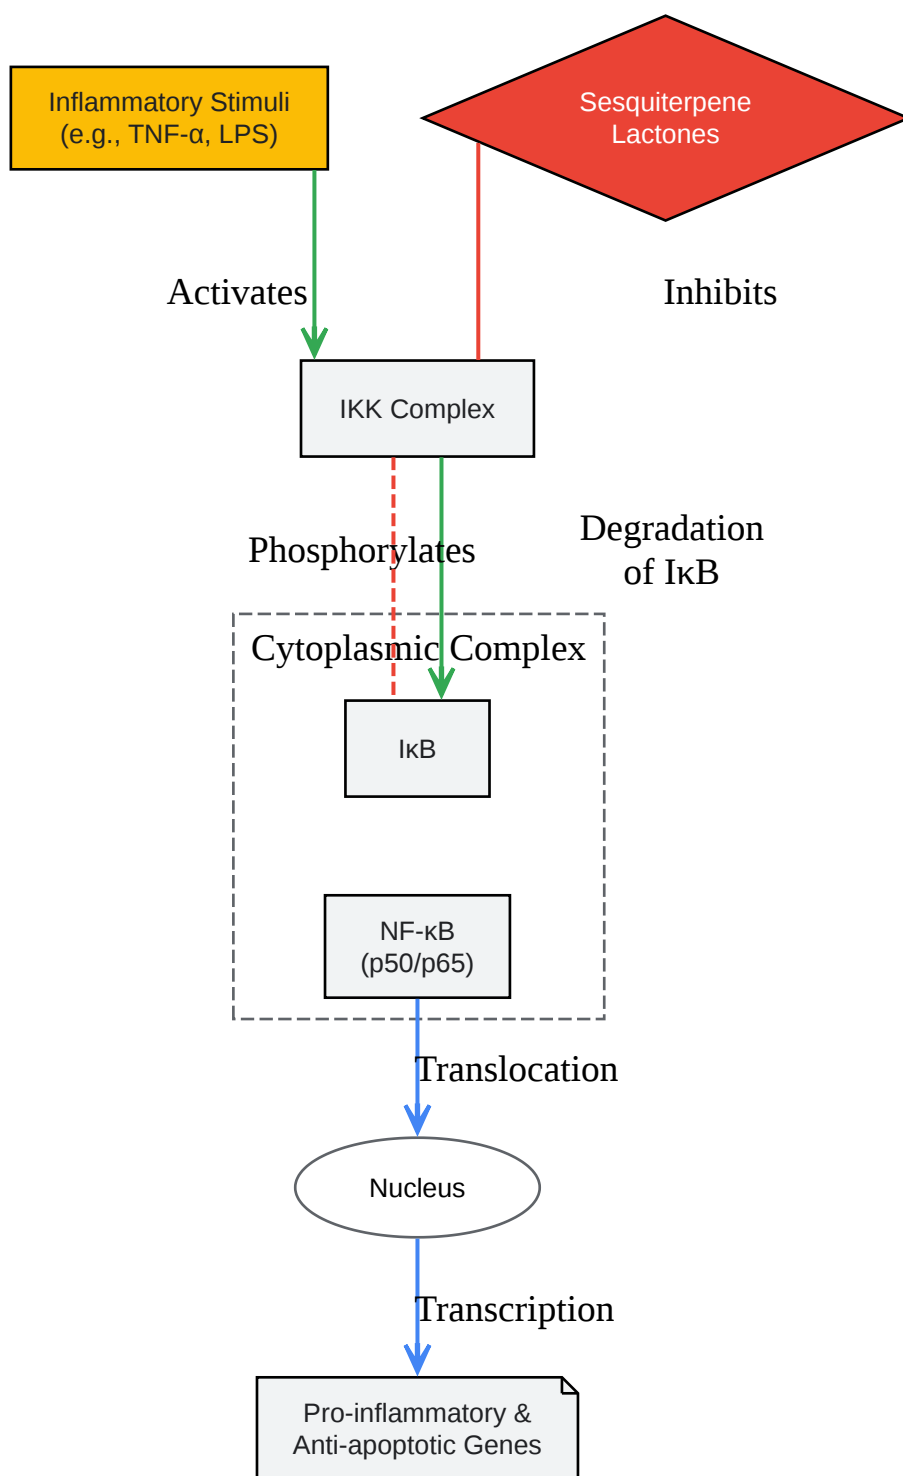 Inflammatory Stimuli
(e.g., TNF-α, LPS)
Sesquiterpene
Lactones
Activates
Inhibits
IKK Complex
Phosphorylates
Degradation
of IκB
Cytoplasmic Complex
IκB
NF-κB
(p50/p65)
Translocation
Nucleus
Transcription
Pro-inflammatory &
Anti-apoptotic Genes